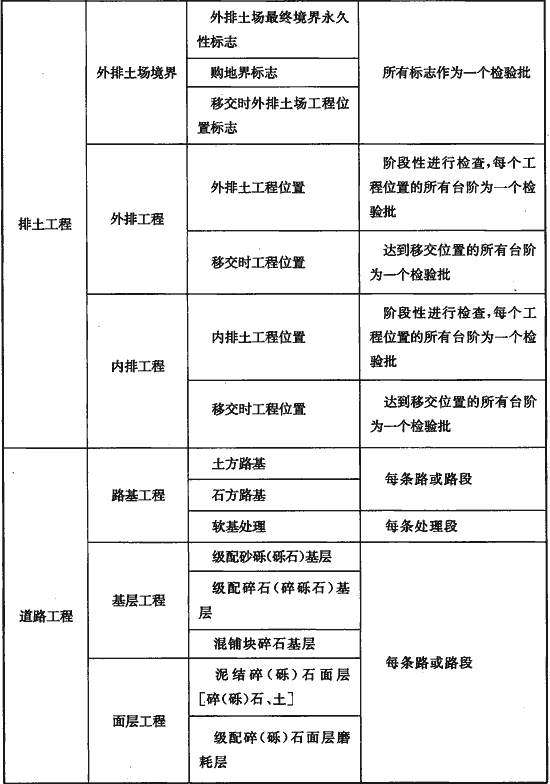 排土工程
外排土场境界
外排土场最终境界永久
性标志
购地界标志
移交时外排土场工程位
置标志
所有标志作为一个检验批
外排工程
外排土工程位置
阶段性进行检查,每个工
程位置的所有台阶为一个检
验批
移交时工程位置
达到移交位置的所有台阶
为一个检验批
内排工程
内排土工程位置
阶段性进行检查,每个工
程位置的所有台阶为一个检
验批
移交时工程位置
达到移交位置的所有台阶
为一个检验批
道路工程
路基工程
土方路基
石方路基
每条路或路段
软基处理
每条处理段
基层工程
级配砂砾(砾石)基层
级配碎石(碎砾石)基
层
混铺块碎石基层
每条路或路段
面层工程
泥结碎(砾)石面层
[碎(砾)石、土]
级配碎(砾)石面层磨
耗层